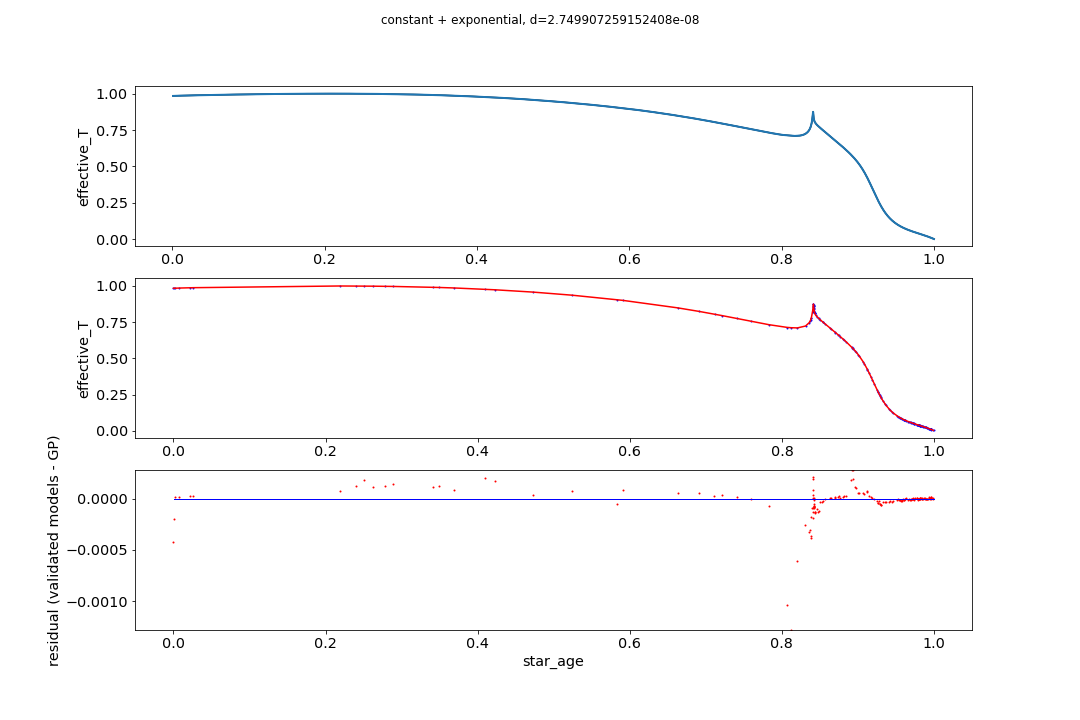 constant + exponential, d=2.749907259152408e-08
effective_T
1.00
0.75
0.50
0.25
0.00
0.0 0.2 0.4 0.6 0.8 1.0
effective_T
1.00
0.75
0.50
0.25
0.00
0.0 0.2 0.4 0.6 0.8 1.0
residual (validated models - GP)
0.0000
−0.0005
−0.0010
0.0 0.2 0.4 0.6 0.8 1.0
star_age